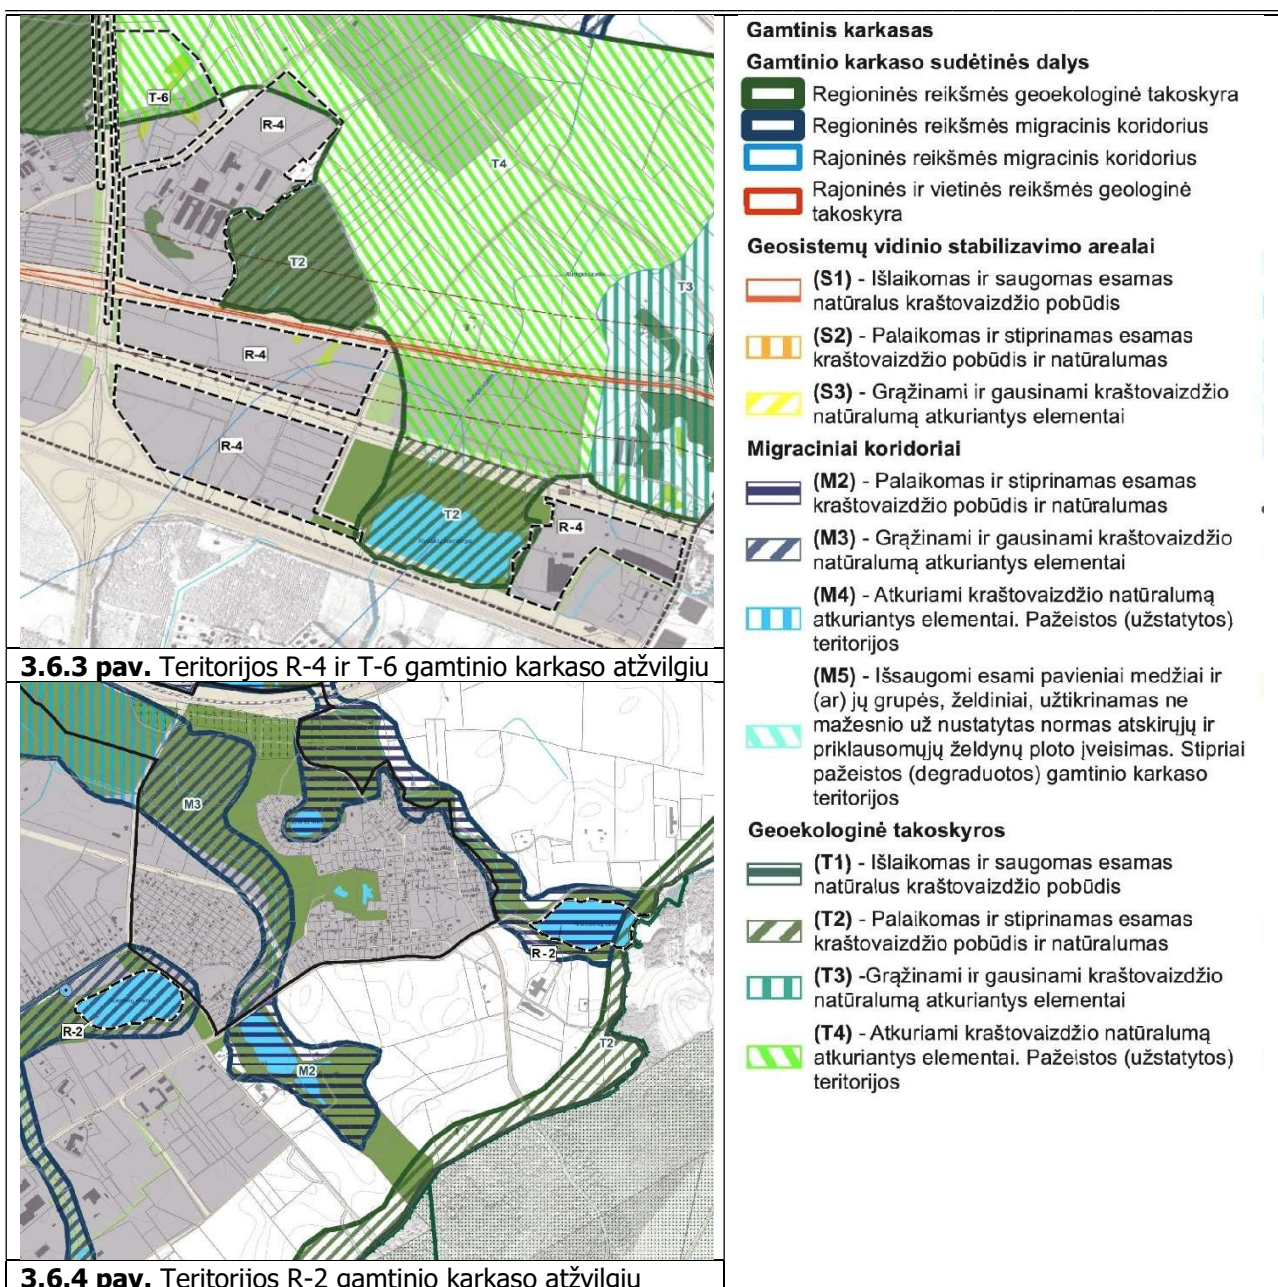 T-6
R-4
T4
T2
T3
R-4
R-4
T2
R-4
3.6.3 pav. Teritorijos R-4 ir T-6 gamtinio karkaso atžvilgiu
M3
R-2
R-2
M2
T2
3.6.4 pav. Teritorijos R-2 gamtinio karkaso atžvilgiu
Gamtinis karkasas
Gamtinio karkaso sudėtinės dalys
Regioninės reikšmės geoekologinė takoskyra
Regioninės reikšmės migracinis koridorius
Rajoninės reikšmės migracinis koridorius
Rajoninės ir vietinės reikšmės geologinė
takoskyra
Geosistemų vidinio stabilizavimo arealai
(S1) - Išlaikomas ir saugomas esamas
natūralus kraštovaizdžio pobūdis
(S2) - Palaikomas ir stiprinamas esamas
kraštovaizdžio pobūdis ir natūralumas
(S3) - Grąžinami ir gausinami kraštovaizdžio
natūralumą atkuriantys elementai
Migraciniai koridoriai
(M2) - Palaikomas ir stiprinamas esamas
kraštovaizdžio pobūdis ir natūralumas
(M3) - Grąžinami ir gausinami kraštovaizdžio
natūralumą atkuriantys elementai
(M4) - Atkuriami kraštovaizdžio natūralumą
atkuriantys elementai. Pažeistos (užstatytos)
teritorijos
(M5) - Išsaugomi esami pavieniai medžiai ir
(ar) jų grupės, želdiniai, užtikrinamas ne
mažesnio už nustatytas normas atskirųjų ir
priklausomųjų želdynų ploto įveisimas. Stipriai
pažeistos (degraduotos) gamtinio karkaso
teritorijos
Geoekologinė takoskyros
(T1) - Išlaikomas ir saugomas esamas
natūralus kraštovaizdžio pobūdis
(T2) - Palaikomas ir stiprinamas esamas
kraštovaizdžio pobūdis ir natūralumas
(T3) -Grąžinami ir gausinami kraštovaizdžio
natūralumą atkuriantys elementai
(T4) - Atkuriami kraštovaizdžio natūralumą
atkuriantys elementai. Pažeistos (užstatytos)
teritorijos